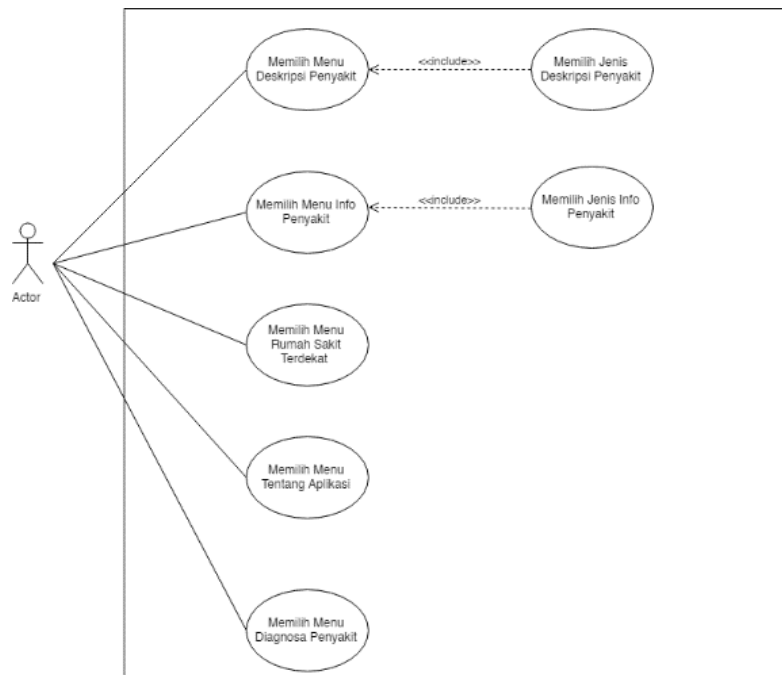 Memilih Menu
Deskripsi Penyakit
<<include>>
Memilih Jenis
Deskripsi Penyakit
Memilih Menu Info
Penyakit
<<include>>
Memilih Jenis Info
Penyakit
Actor
Memilih Menu
Rumah Sakit
Terdekat
Memilih Menu
Tentang Aplikasi
Memilih Menu
Diagnosa Penyakit